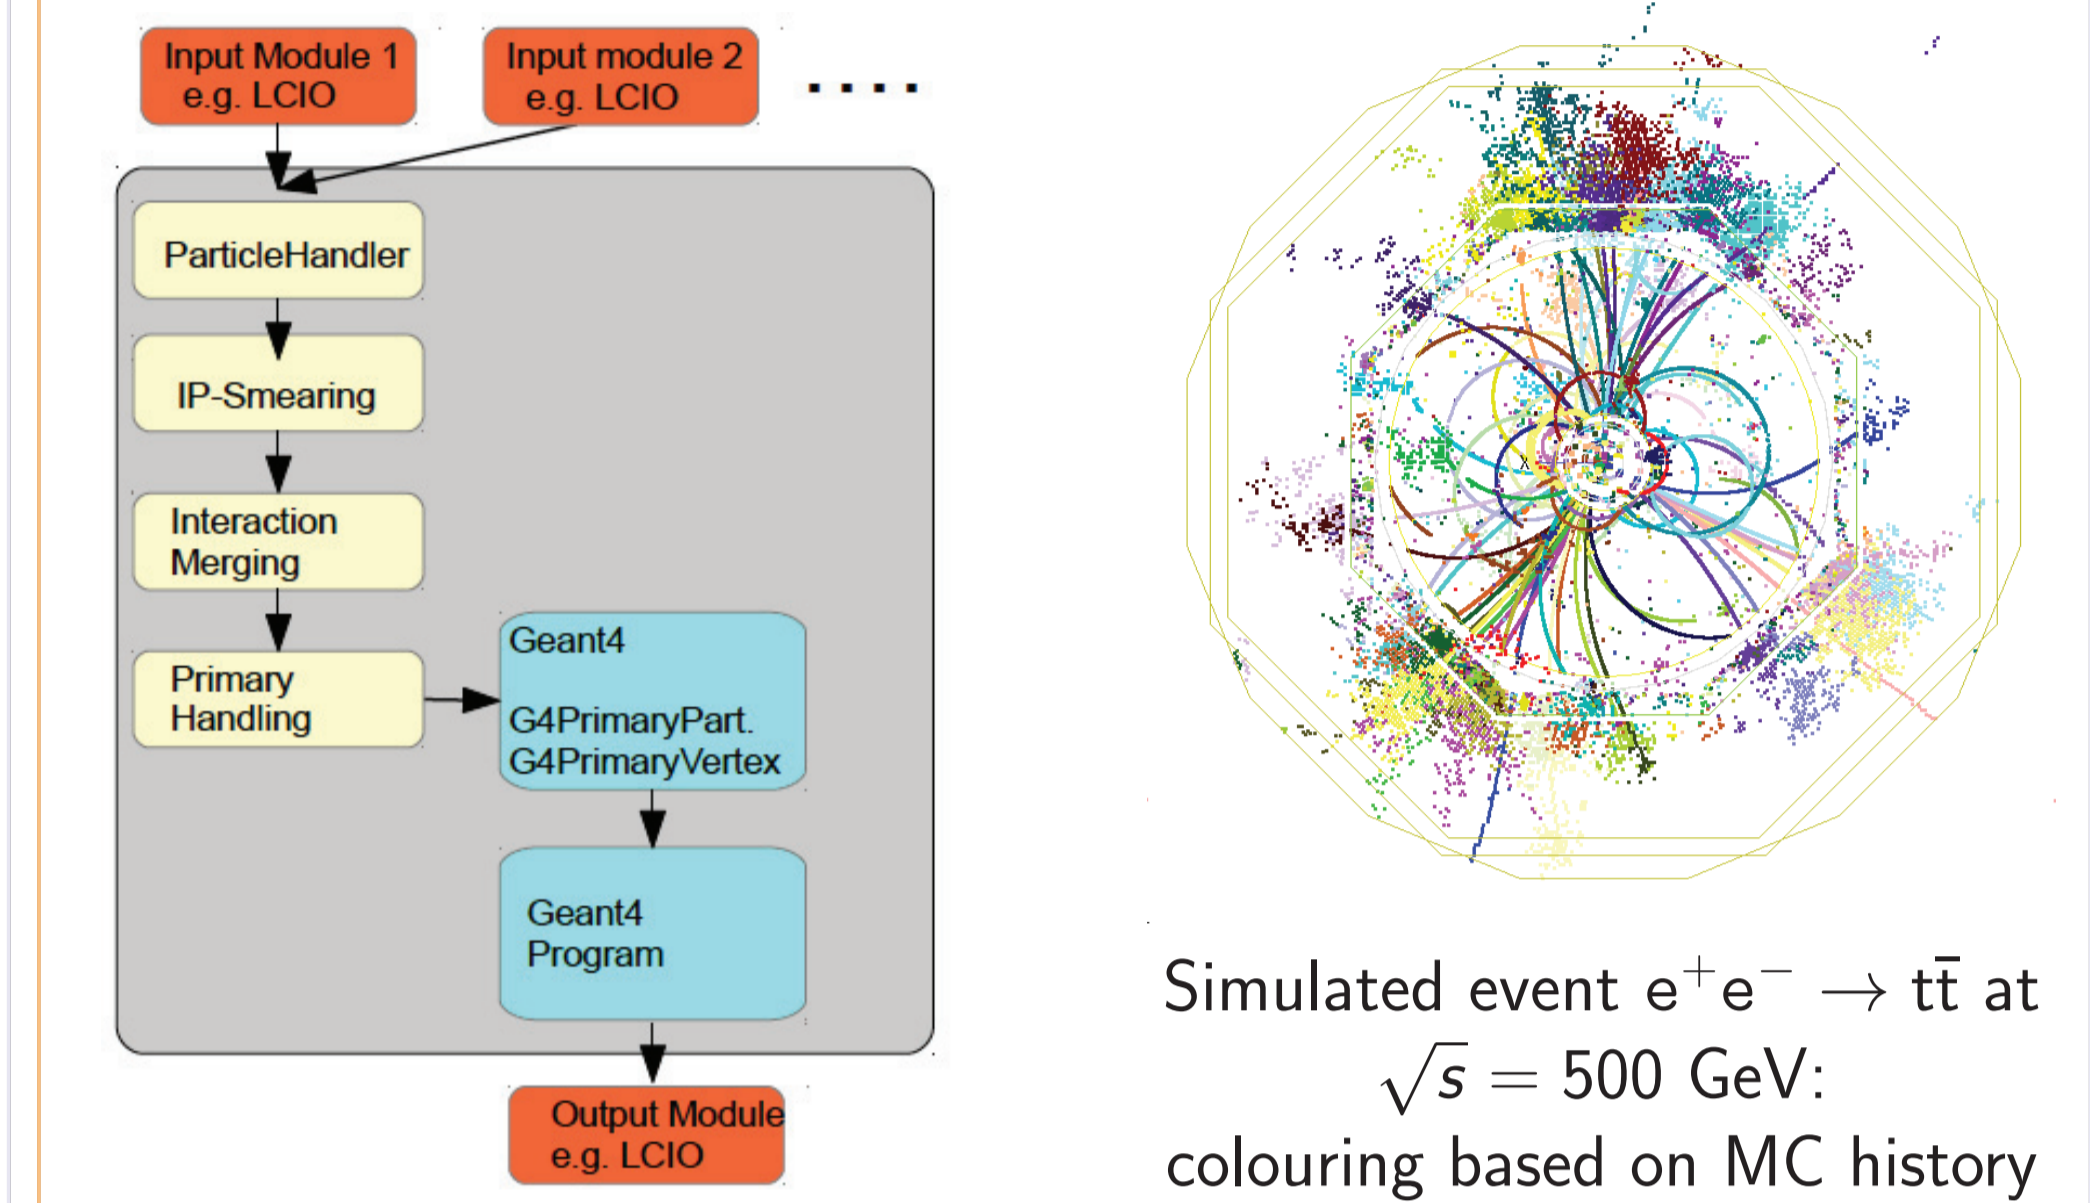 Input Module 1
e.g. LCIO
Input module 2
e.g. LCIO
....
ParticleHandler
IP-Smearing
Interaction
Merging
Primary
Handling
Geant4
G4PrimaryPart.
G4PrimaryVertex
Geant4
Program
Output Module
e.g. LCIO
X
Simulated event e⁺e⁻ → tt̄ at
√s = 500 GeV:
colouring based on MC history